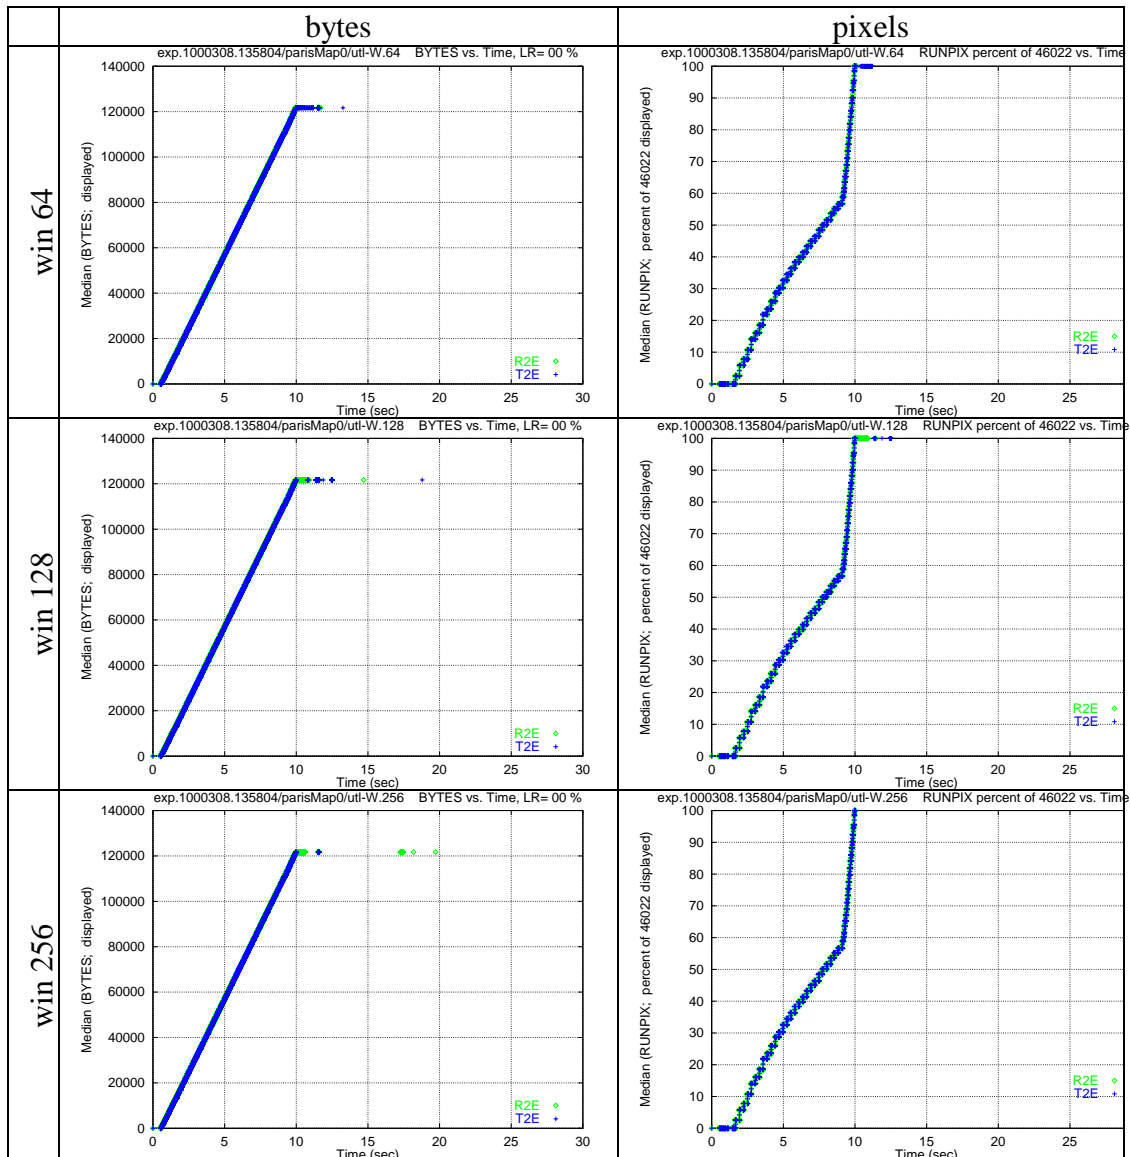 bytes
pixels
win 64
exp.1000308.135804/parisMap0/utl-W.64 BYTES vs. Time, LR= 00 %
Median (BYTES; displayed)
140000
120000
100000
80000
60000
40000
20000
0
0 5 10 15 20 25 30
Time (sec)
R2E
T2E
exp.1000308.135804/parisMap0/utl-W.64 RUNPIX percent of 46022 vs. Time
Median (RUNPIX; percent of 46022 displayed)
100
90
80
70
60
50
40
30
20
10
0
0 5 10 15 20 25
Time (sec)
R2E
T2E
win 128
exp.1000308.135804/parisMap0/utl-W.128 BYTES vs. Time, LR= 00 %
Median (BYTES; displayed)
140000
120000
100000
80000
60000
40000
20000
0
0 5 10 15 20 25 30
Time (sec)
R2E
T2E
exp.1000308.135804/parisMap0/utl-W.128 RUNPIX percent of 46022 vs. Time
Median (RUNPIX; percent of 46022 displayed)
100
90
80
70
60
50
40
30
20
10
0
0 5 10 15 20 25
Time (sec)
R2E
T2E
win 256
exp.1000308.135804/parisMap0/utl-W.256 BYTES vs. Time, LR= 00 %
Median (BYTES; displayed)
140000
120000
100000
80000
60000
40000
20000
0
0 5 10 15 20 25 30
Time (sec)
R2E
T2E
exp.1000308.135804/parisMap0/utl-W.256 RUNPIX percent of 46022 vs. Time
Median (RUNPIX; percent of 46022 displayed)
100
90
80
70
60
50
40
30
20
10
0
0 5 10 15 20 25
Time (sec)
R2E
T2E